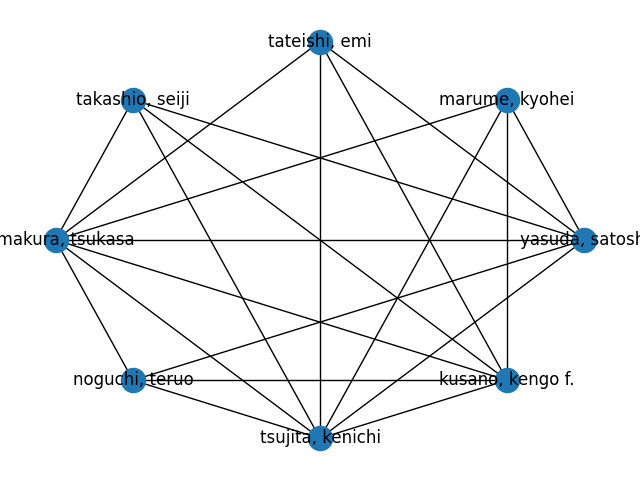 tateishi, emi
takashio, seiji
marume, kyohei
makura, tsukasa
yasuda, satosh
noguchi, teruo
kusano, kengo f.
tsujita, kenichi